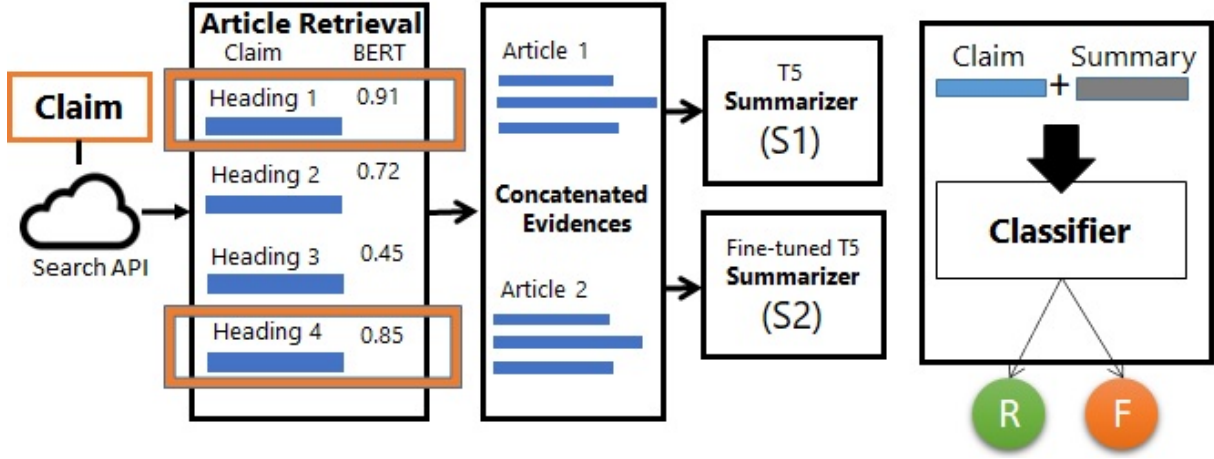 Claim
Search API
Article Retrieval
Claim BERT
Heading 1 0.91
Heading 2 0.72
Heading 3 0.45
Heading 4 0.85
Article 1
Concatenated
Evidences
Article 2
T5
Summarizer
(S1)
Fine-tuned T5
Summarizer
(S2)
Claim Summary
+
Classifier
R F